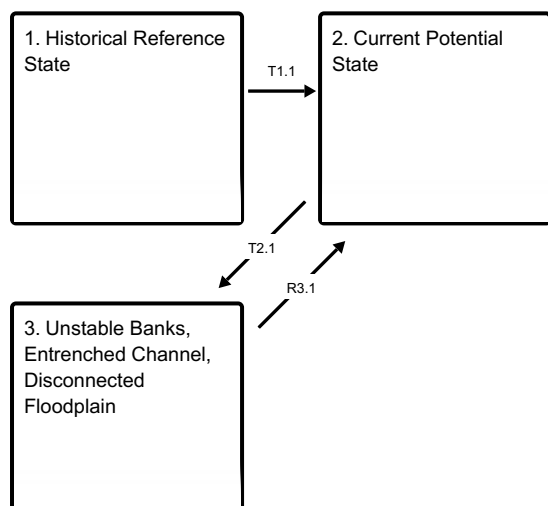 1. Historical Reference
State
T1.1
2. Current Potential
State
T2.1
R3.1
3. Unstable Banks,
Entrenched Channel,
Disconnected
Floodplain